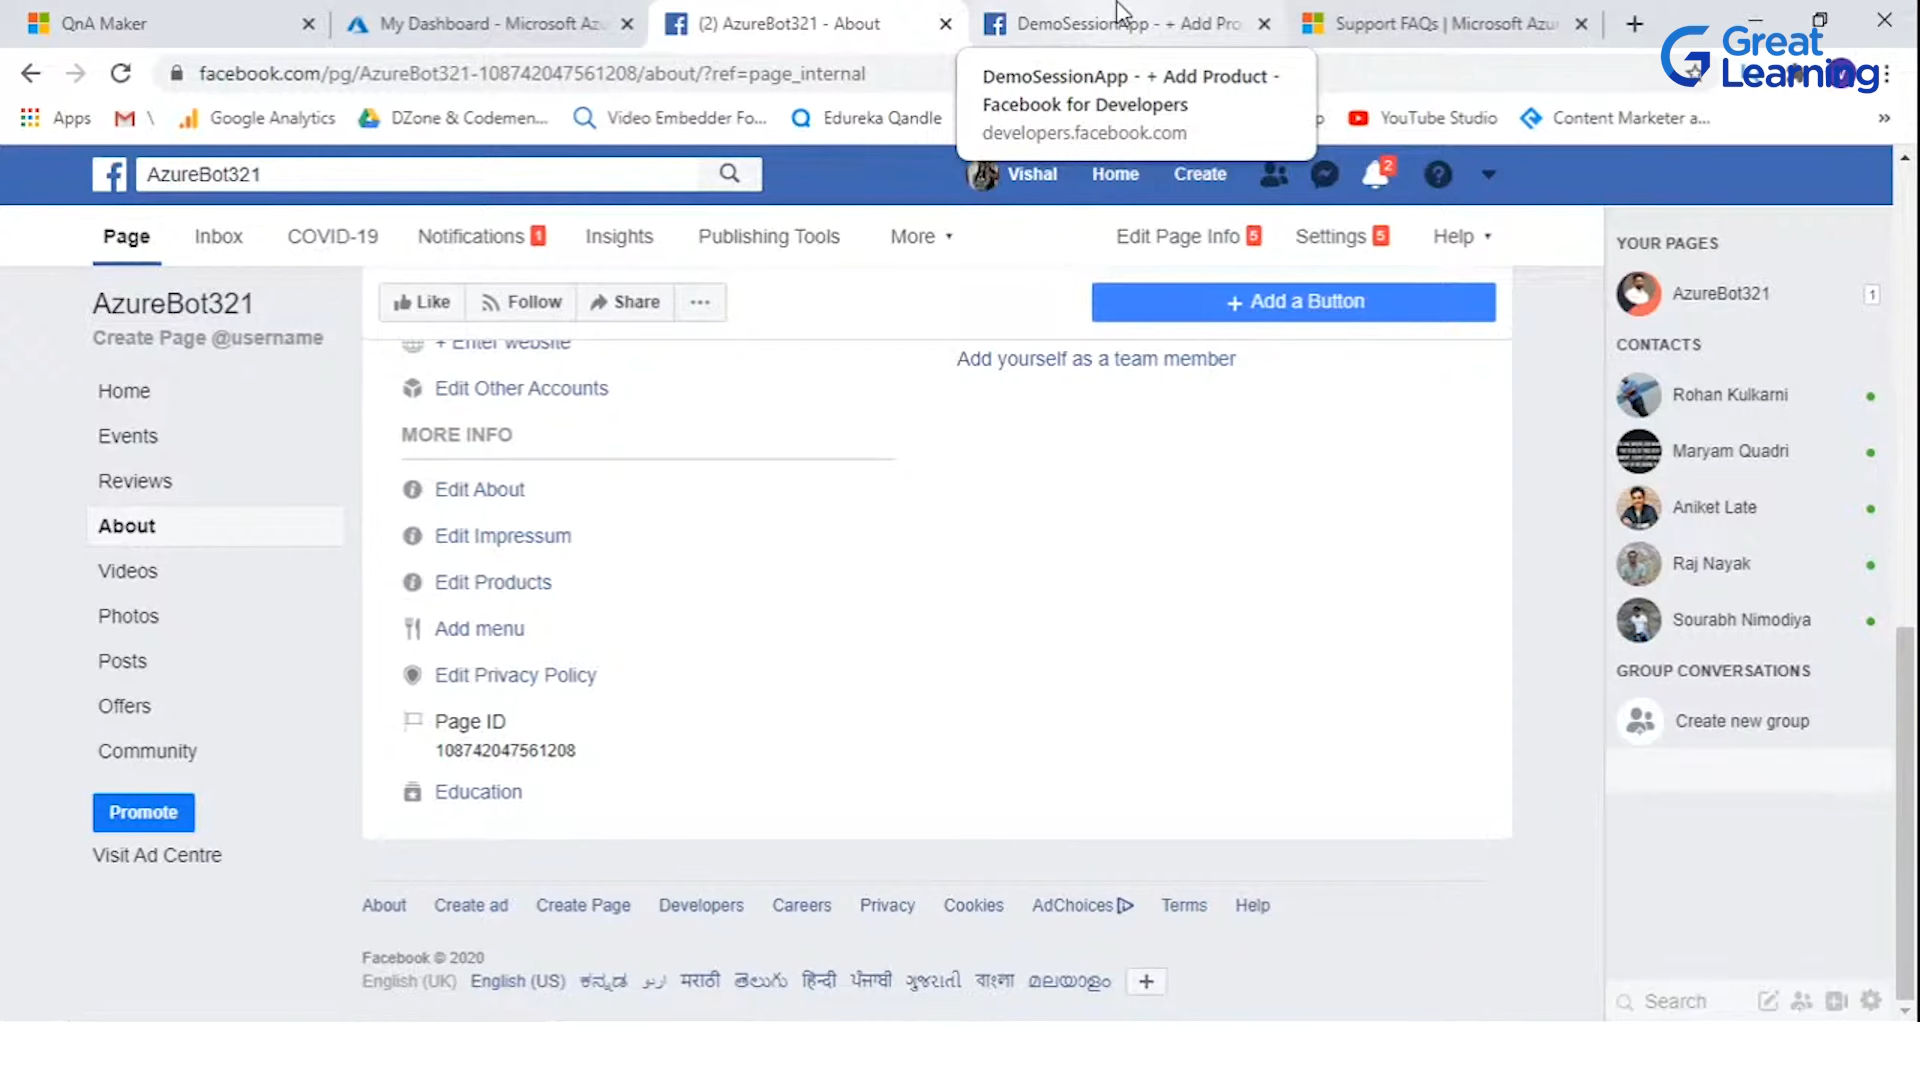 QnA Maker
My Dashboard - Microsoft Az
(2) AzureBot321 - About
DemoSessionApp - + Add Pro
Support FAQs | Microsoft Azu
Great
Learning
facebook.com/pg/AzureBot321-108742047561208/about/?ref=page_internal
DemoSessionApp - + Add Product -
Facebook for Developers
developers.facebook.com
Apps
Google Analytics
DZone & Codemen...
Video Embedder Fo...
Edureka Qandle
YouTube Studio
Content Marketer a...
AzureBot321
Vishal
Home
Create
2
Page
Inbox
COVID-19
Notifications 1
Insights
Publishing Tools
More
Edit Page Info 5
Settings 5
Help
AzureBot321
Create Page @username
Home
Events
Reviews
About
Videos
Photos
Posts
Offers
Community
Promote
Visit Ad Centre
Like
Follow
Share
...
+ Add a Button
+ Enter website
Edit Other Accounts
MORE INFO
Edit About
Edit Impressum
Edit Products
Add menu
Edit Privacy Policy
Page ID
108742047561208
Education
Add yourself as a team member
YOUR PAGES
AzureBot321
1
CONTACTS
Rohan Kulkarni
Maryam Quadri
Aniket Late
Raj Nayak
Sourabh Nimodiya
GROUP CONVERSATIONS
Create new group
Search
About Create ad Create Page Developers Careers Privacy Cookies AdChoices Terms Help
Facebook © 2020
English (UK) English (US) ಕನ್ನಡ اردو मराठी తెలుగు हिन्दी ਪੰਜਾਬੀ ગુજરાતી বাংলা മലയാളം +